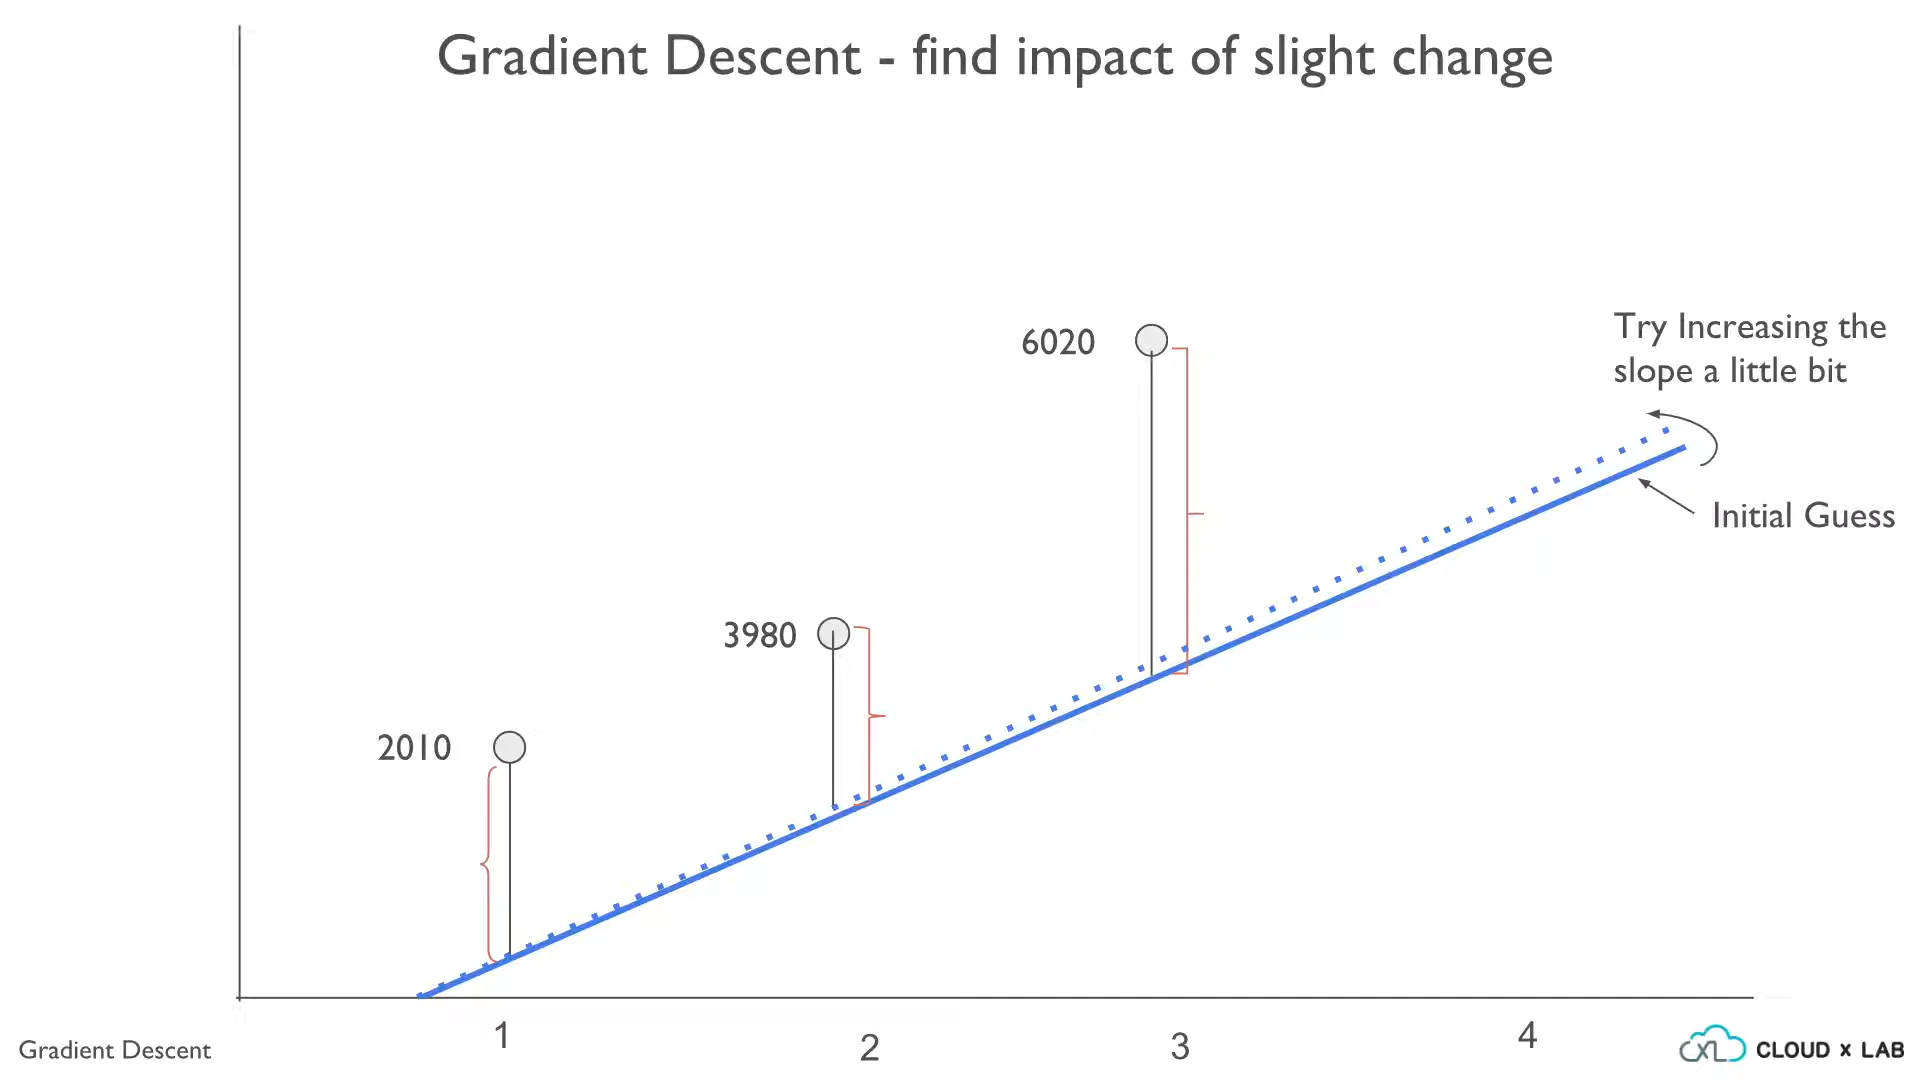 Gradient Descent - find impact of slight change
6020
Try Increasing the
slope a little bit
Initial Guess
3980
2010
1
2
3
4
Gradient Descent
CXL CLOUD x LAB